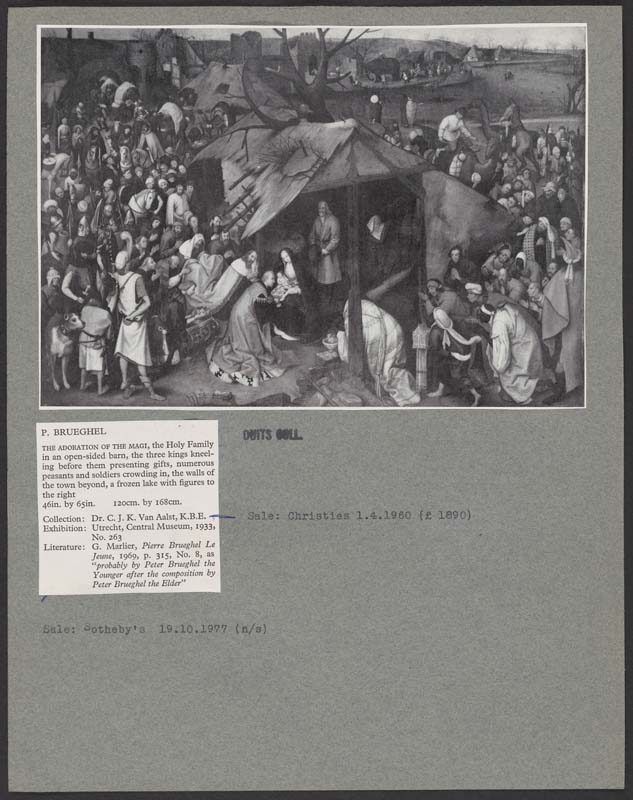 P. BRUEGHEL
THE ADORATION OF THE MAGI, the Holy Family
in an open-sided barn, the three kings kneel-
ing before them presenting gifts, numerous
peasants and soldiers crowding in, the walls of
the town beyond, a frozen lake with figures to
the right
46in. by 65in. 120cm. by 168cm.
Collection: Dr. C. J. K. Van Aalst, K.B.E.
Exhibition: Utrecht, Central Museum, 1933,
No. 263
Literature: G. Marlier, Pierre Brueghel Le
Jeune, 1969, p. 315, No. 8, as
"probably by Peter Brueghel the
Younger after the composition by
Peter Brueghel the Elder"
DUITS COLL.
Sale: Christies 1.4.1960 (£ 1890)
Sale: Sotheby's 19.10.1977 (n/s)